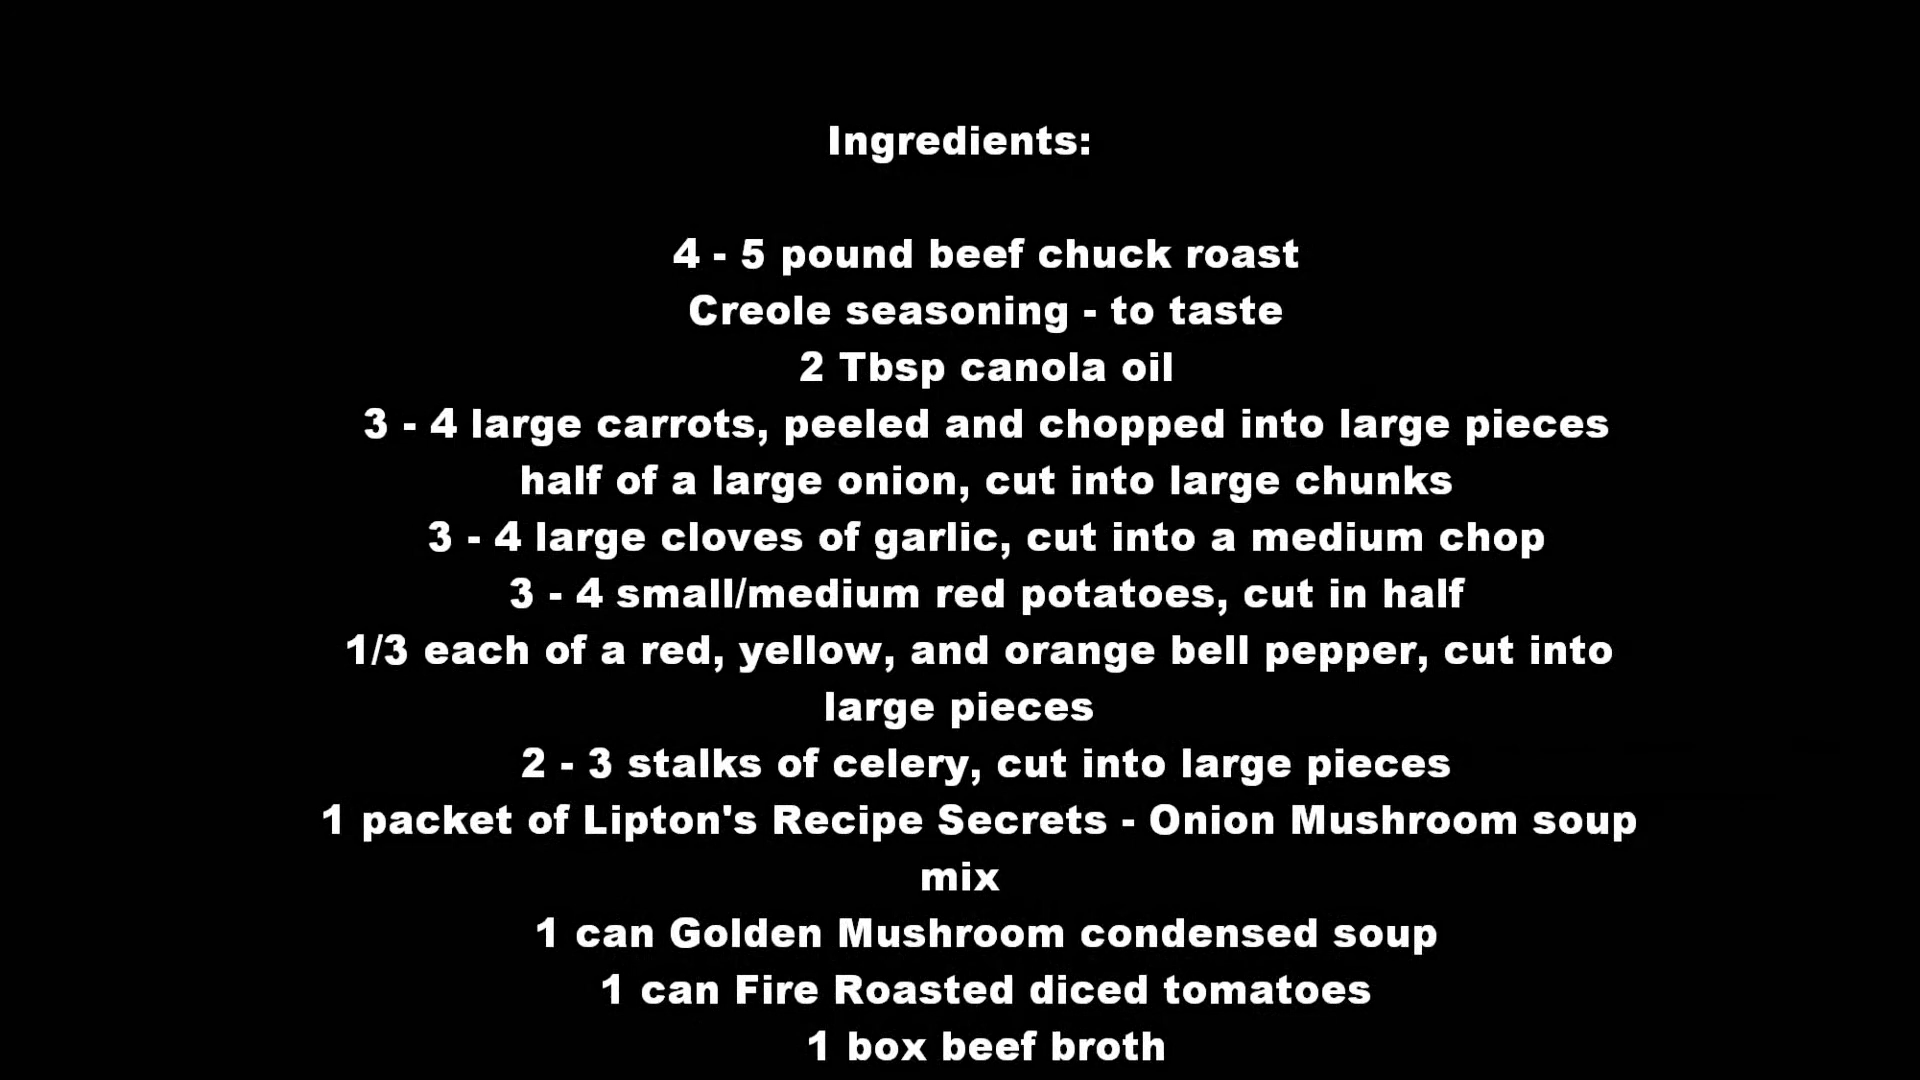 Ingredients:
4 - 5 pound beef chuck roast
Creole seasoning - to taste
2 Tbsp canola oil
3 - 4 large carrots, peeled and chopped into large pieces
half of a large onion, cut into large chunks
3 - 4 large cloves of garlic, cut into a medium chop
3 - 4 small/medium red potatoes, cut in half
1/3 each of a red, yellow, and orange bell pepper, cut into
large pieces
2 - 3 stalks of celery, cut into large pieces
1 packet of Lipton's Recipe Secrets - Onion Mushroom soup
mix
1 can Golden Mushroom condensed soup
1 can Fire Roasted diced tomatoes
1 box beef broth